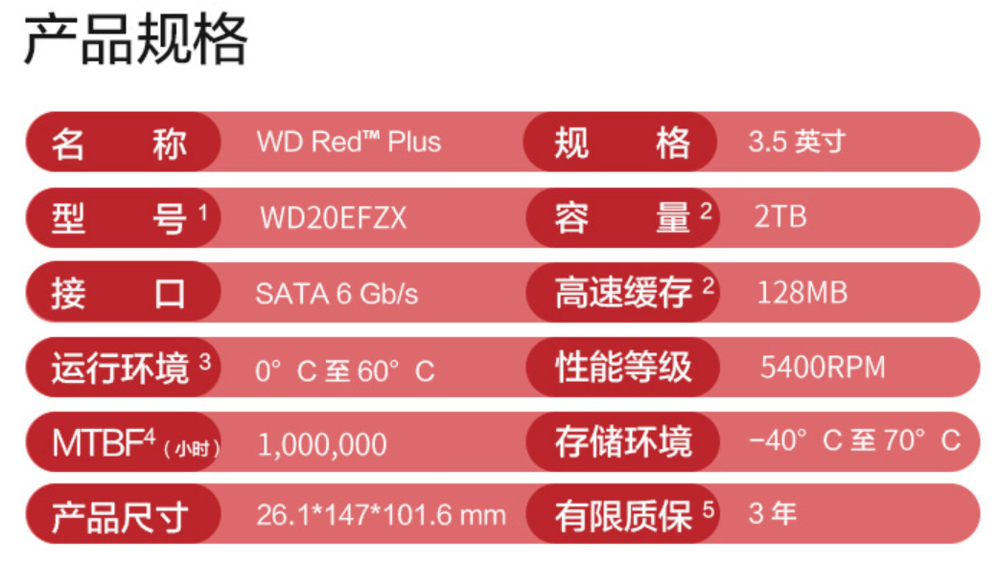 产品规格
名称 WD Red™ Plus 规格 3.5 英寸
型号 1 WD20EFZX 容量 2 2TB
接口 SATA 6 Gb/s 高速缓存 2 128MB
运行环境 3 0° C 至 60° C 性能等级 5400RPM
MTBF4（小时） 1,000,000 存储环境 −40° C 至 70° C
产品尺寸 26.1*147*101.6 mm 有限质保 5 3 年